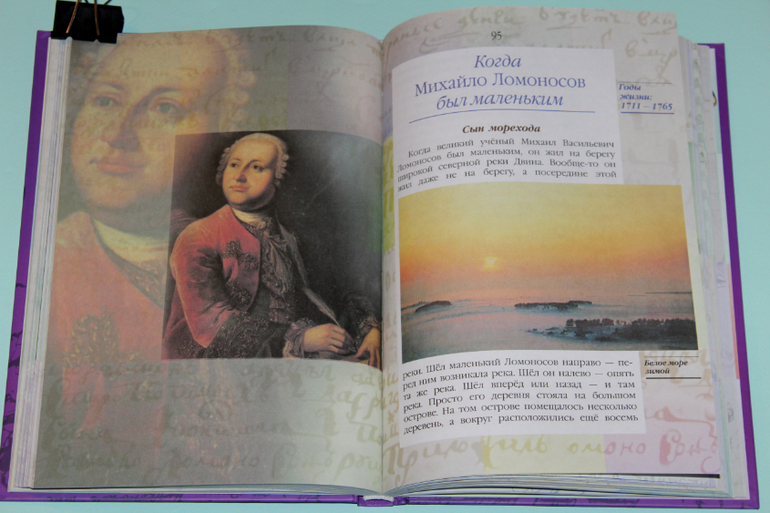 95
Когда
Михайло Ломоносов
был маленьким
Годы
жизни:
1711 – 1765
Сын морехода
Когда великий учёный Михаил Васильевич
Ломоносов был маленьким, он жил на берегу
широкой северной реки Двина. Вообще-то он
жил даже не на берегу, а посередине этой
Белое море
зимой
реки. Шёл маленький Ломоносов направо — пе-
ред ним возникала река. Шёл он налево — опять
та же река. Шёл вперёд или назад — и там
река. Просто его деревня стояла на большом
острове. На том острове помещалось несколько
деревень, а вокруг расположились ещё восемь